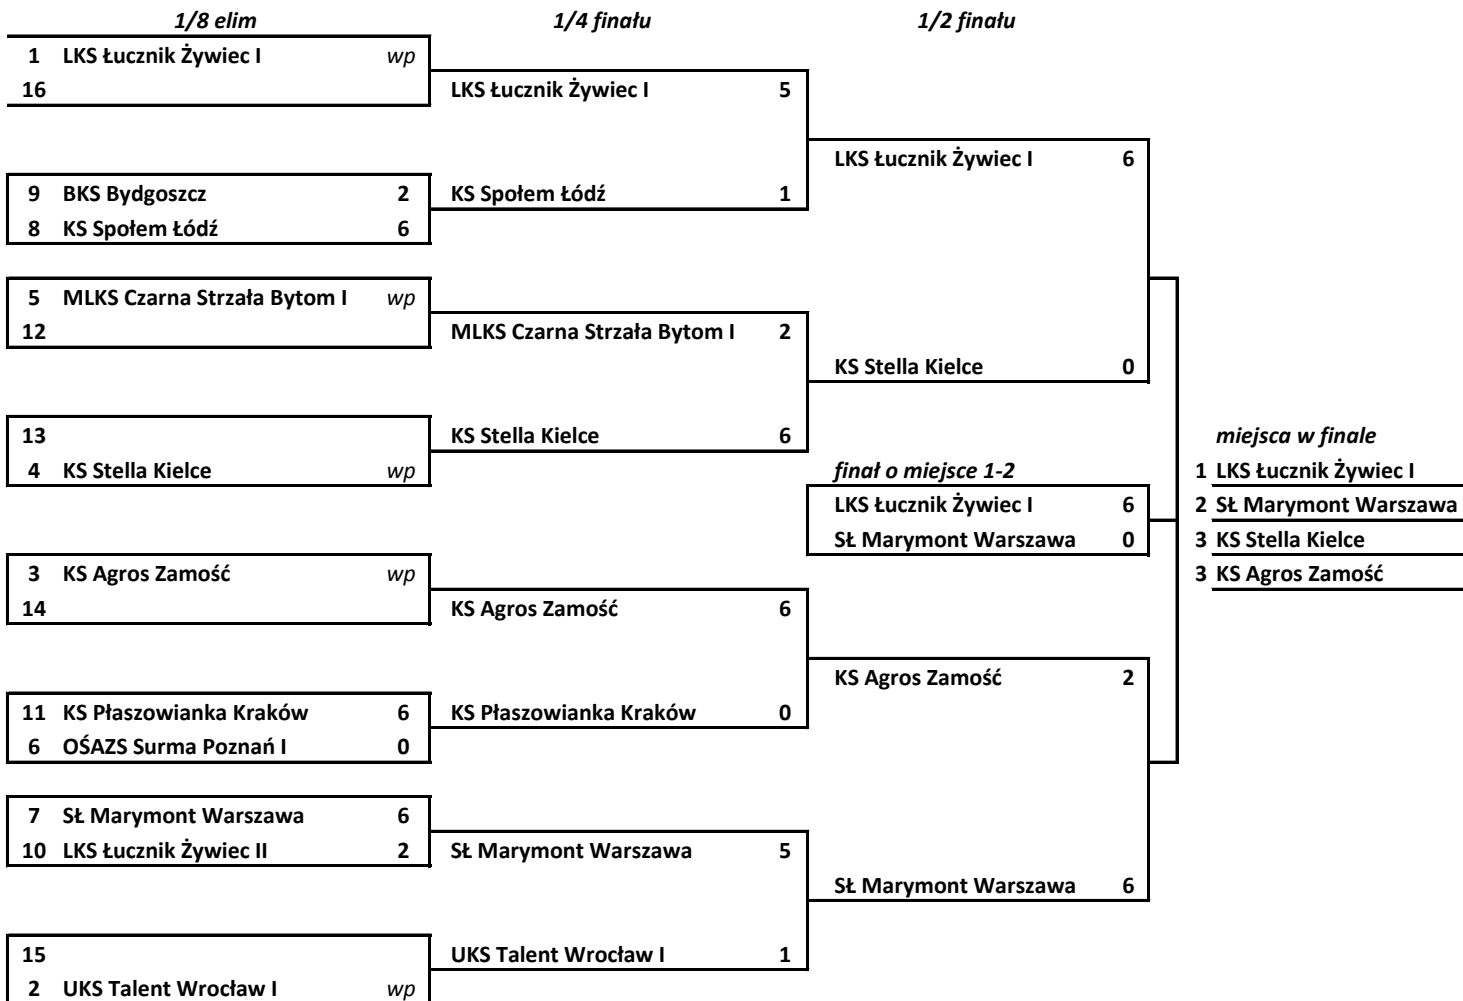 1/8 elim 1/4 finału 1/2 finału
1 LKS Łucznik Żywiec I wp
16 LKS Łucznik Żywiec I 5
LKS Łucznik Żywiec I 6
9 BKS Bydgoszcz 2 KS Społem Łódź 1
8 KS Społem Łódź 6
5 MLKS Czarna Strzała Bytom I wp
12 MLKS Czarna Strzała Bytom I 2
KS Stella Kielce 0
13 KS Stella Kielce 6 miejsca w finale
4 KS Stella Kielce wp finał o miejsce 1-2 1 LKS Łucznik Żywiec I
LKS Łucznik Żywiec I 6 2 SŁ Marymont Warszawa
SŁ Marymont Warszawa 0 3 KS Stella Kielce
3 KS Agros Zamość wp 3 KS Agros Zamość
14 KS Agros Zamość 6
KS Agros Zamość 2
11 KS Płaszowianka Kraków 6 KS Płaszowianka Kraków 0
6 OŚAZS Surma Poznań I 0
7 SŁ Marymont Warszawa 6
10 LKS Łucznik Żywiec II 2 SŁ Marymont Warszawa 5
SŁ Marymont Warszawa 6
15 UKS Talent Wrocław I 1
2 UKS Talent Wrocław I wp